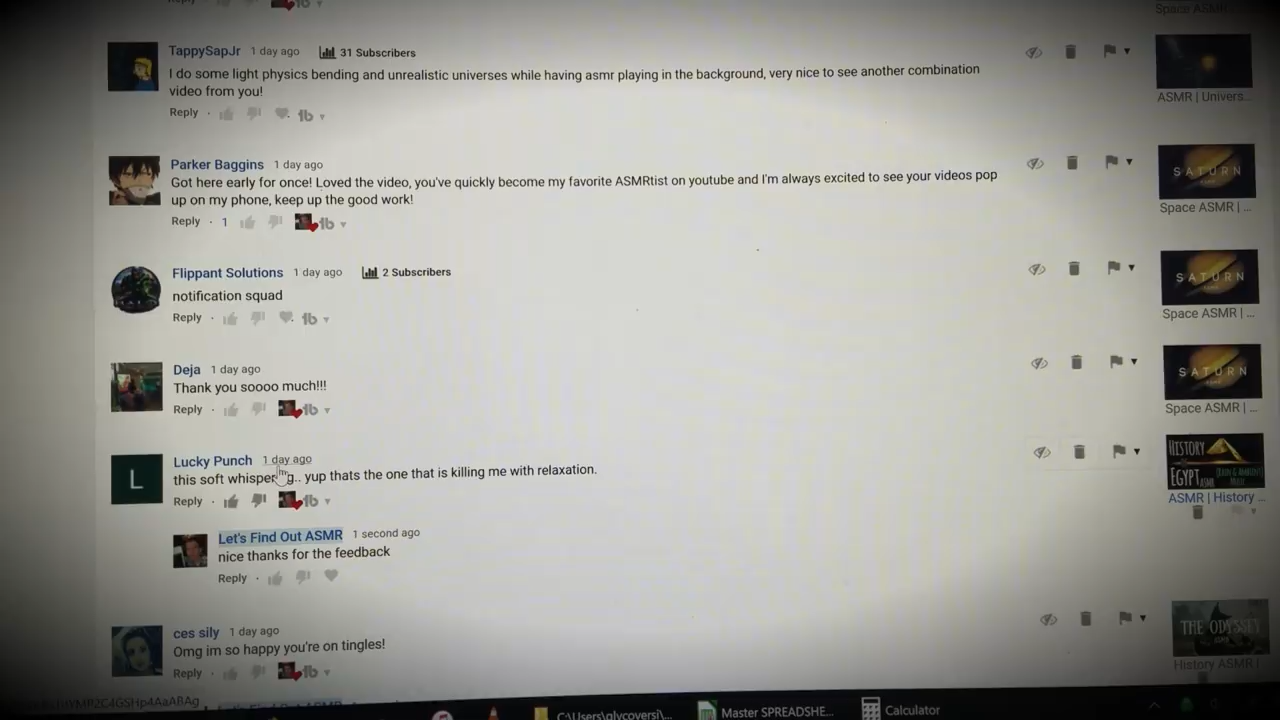 Space ASMR
TappySapJr 1 day ago 31 Subscribers
I do some light physics bending and unrealistic universes while having asmr playing in the background, very nice to see another combination
video from you!
Reply
ASMR | Univers...
Parker Baggins 1 day ago
Got here early for once! Loved the video, you've quickly become my favorite ASMRtist on youtube and I'm always excited to see your videos pop
up on my phone, keep up the good work!
Reply · 1
SATURN
Space ASMR | ...
Flippant Solutions 1 day ago 2 Subscribers
notification squad
Reply
SATURN
Space ASMR | ...
Deja 1 day ago
Thank you soooo much!!!
Reply
SATURN
Space ASMR | ...
Lucky Punch 1 day ago
this soft whispering.. yup thats the one that is killing me with relaxation.
Reply
L
HISTORY
EGYPT ASMR
ASMR | History ...
Let's Find Out ASMR 1 second ago
nice thanks for the feedback
Reply
ces sily 1 day ago
Omg im so happy you're on tingles!
Reply
THE ODYSSEY
ASMR
History ASMR |
C:\Users\glycoversi\...
Master SPREADSHE...
Calculator